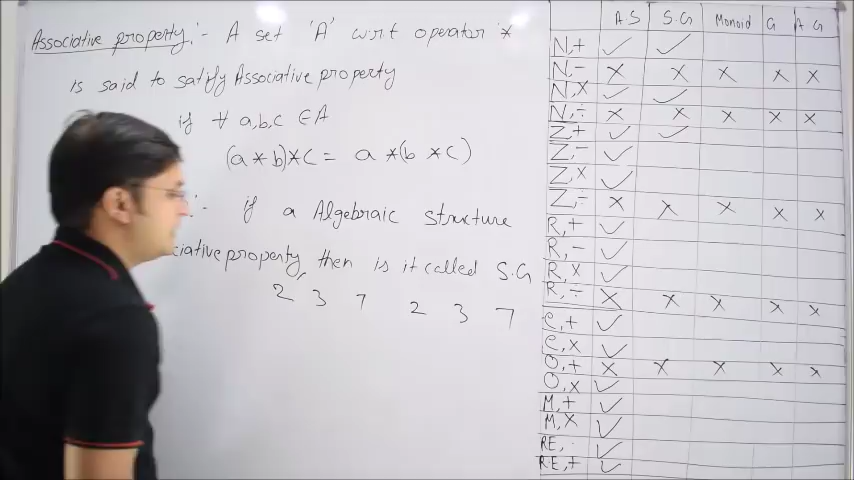 Associative property :- A set 'A' w.r.t operator *
is said to satisfy Associative property
if ∀ a,b,c ∈ A
(a * b) * c = a * (b * c)
:- if a Algebraic structure
ciative property, then is it called S.G
2, 3 7 2 3 7
A S S.G Monoid G A G
N,+ ✓ ✓
N,- × × × × ×
N,× ✓ ✓
N,÷ × × × × ×
Z,+ ✓ ✓
Z,- ✓
Z,× ✓
Z,÷ × × × × ×
R,+ ✓
R,- ✓
R,× ✓
R,÷ × × × × ×
e,+ ✓
e,× ✓
O,+ × × × × ×
O,× ✓
M,+ ✓
M,× ✓
RE, ✓
RE,+ ✓